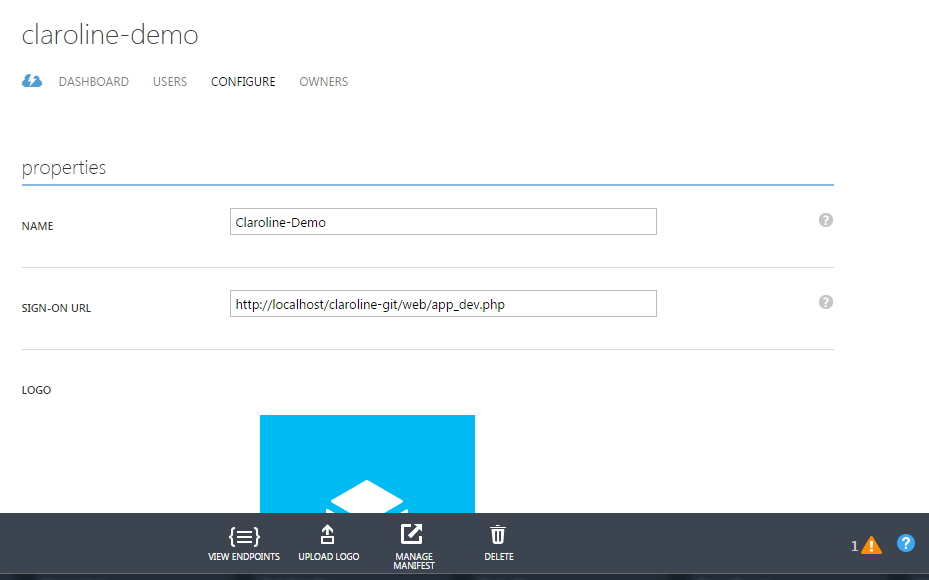 claroline-demo
DASHBOARD USERS CONFIGURE OWNERS
properties
NAME Claroline-Demo ?
SIGN-ON URL http://localhost/claroline-git/web/app_dev.php ?
LOGO
VIEW ENDPOINTS UPLOAD LOGO MANAGE MANIFEST DELETE 1 ! ?